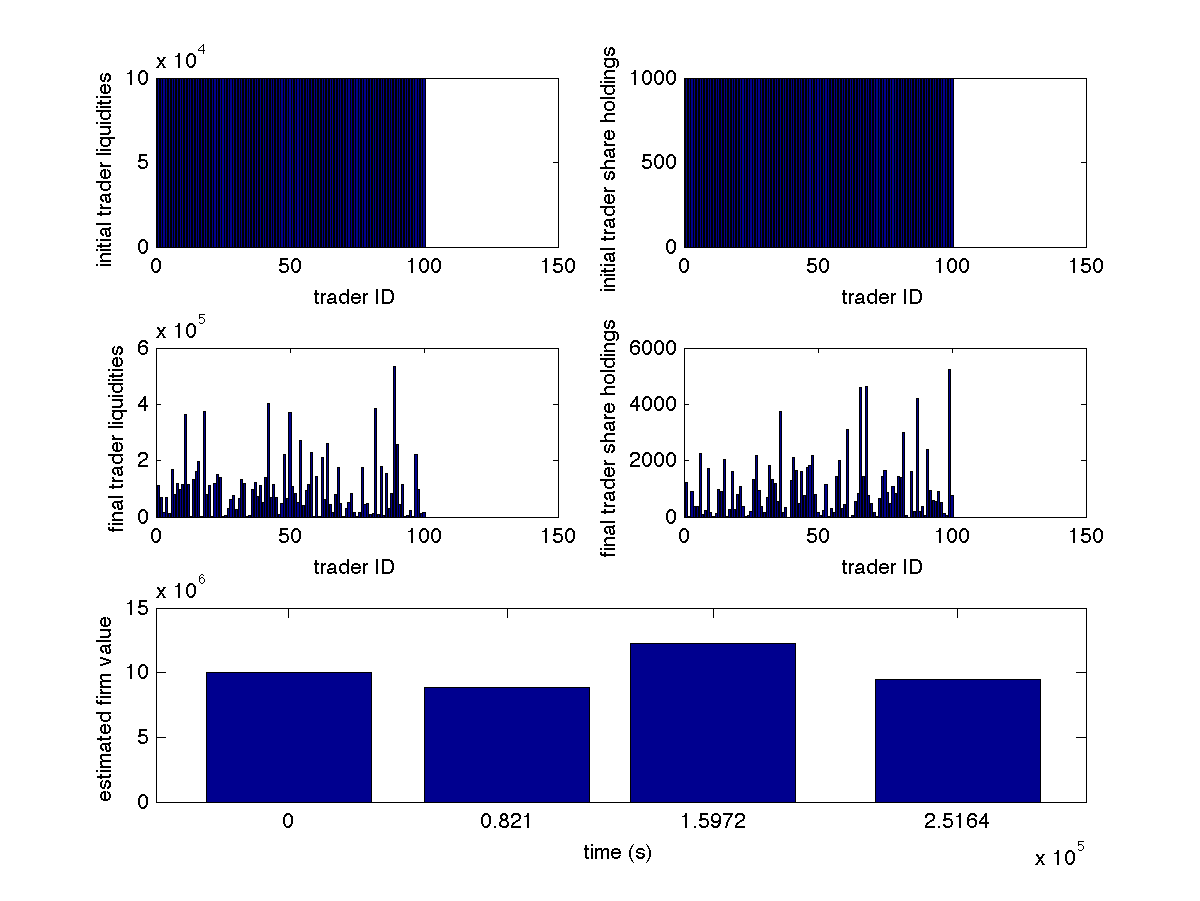 x 10^4
10
5
0
initial trader liquidities
0 50 100 150
trader ID
1000
500
0
initial trader share holdings
0 50 100 150
trader ID
x 10^5
6
4
2
0
final trader liquidities
0 50 100 150
trader ID
6000
4000
2000
0
final trader share holdings
0 50 100 150
trader ID
x 10^6
15
10
5
0
estimated firm value
0 0.821 1.5972 2.5164
time (s)
x 10^5